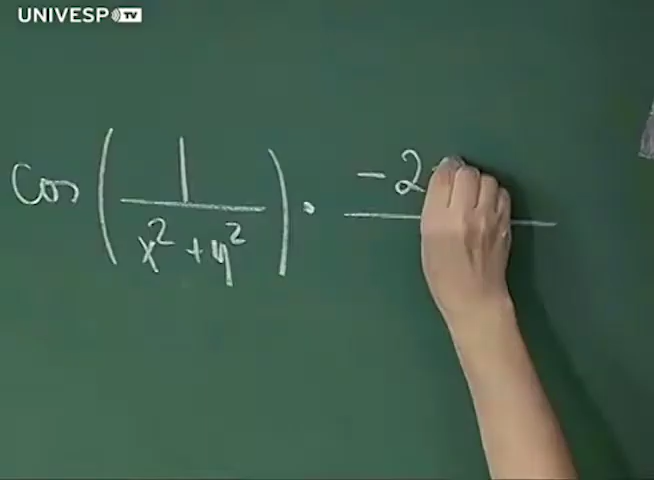 UNIVESP TV
cos(1/(x²+y²)) · -2